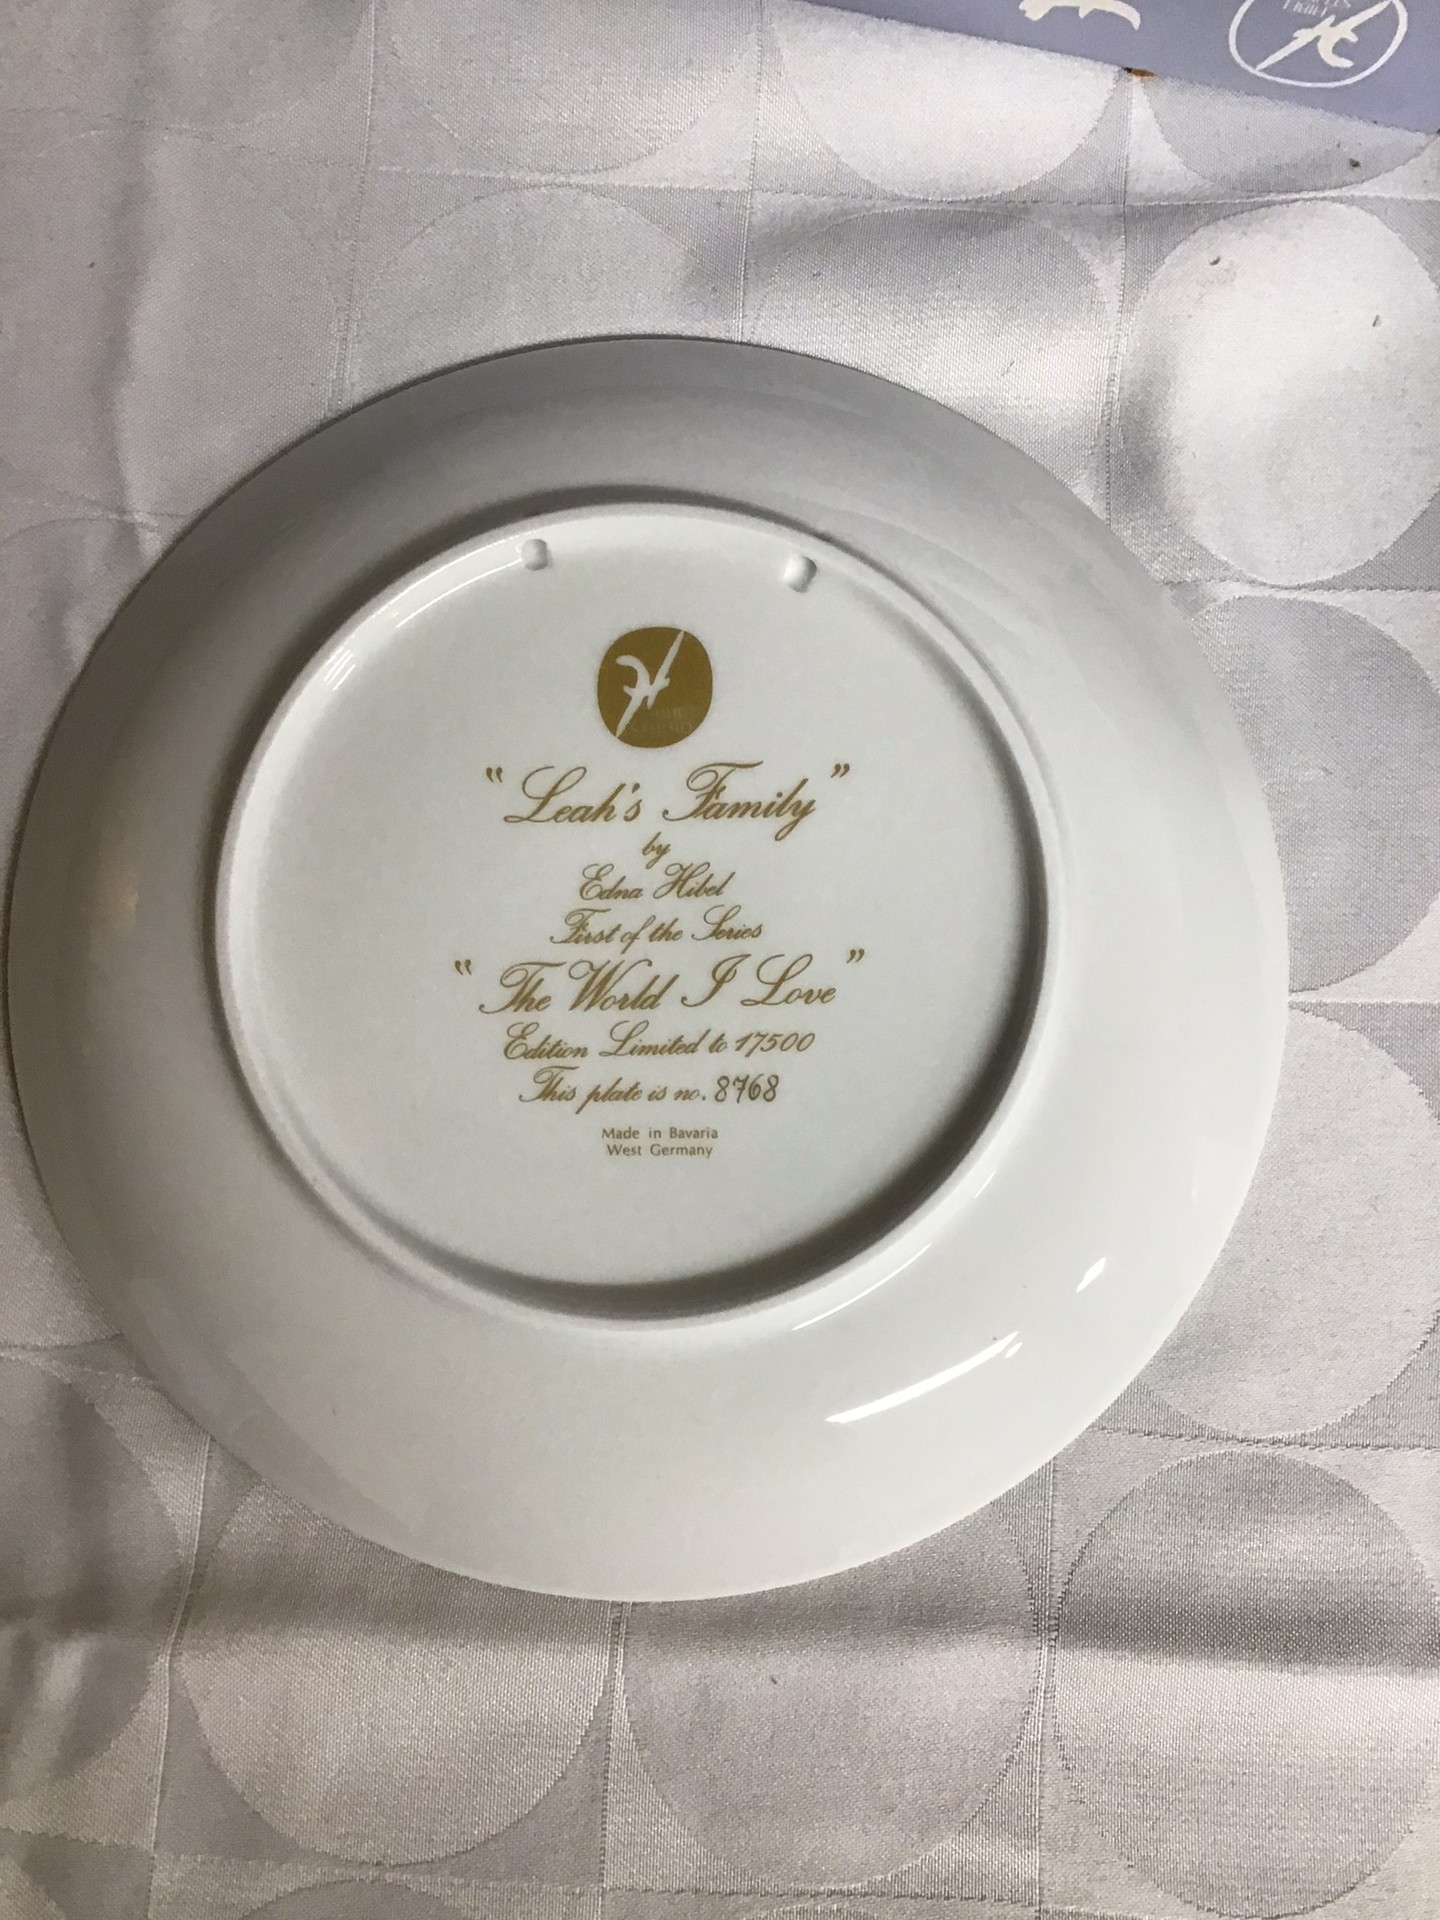 "Leah's Family"
by
Edna Hibel
First of the Series
"The World I Love"
Edition Limited to 17500
This plate is no. 8768
Made in Bavaria
West Germany